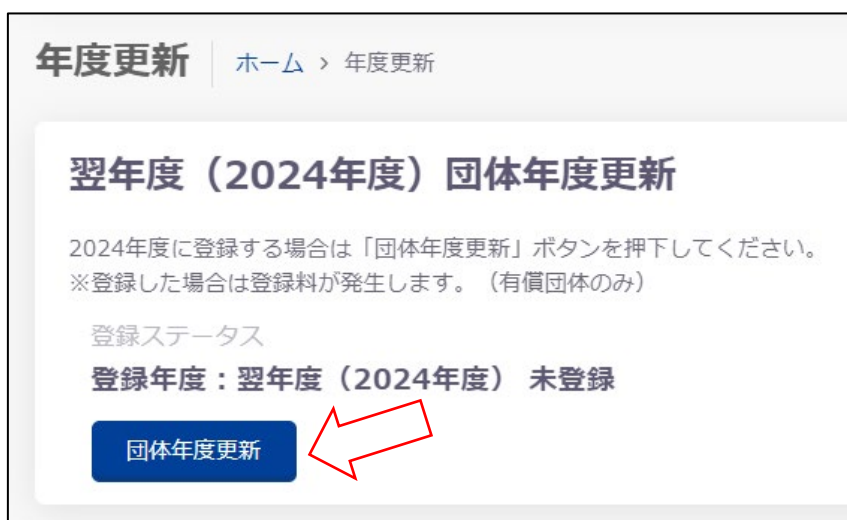 年度更新 ホーム › 年度更新
翌年度（2024年度）団体年度更新
2024年度に登録する場合は「団体年度更新」ボタンを押下してください。
※登録した場合は登録料が発生します。（有償団体のみ）
登録ステータス
登録年度：翌年度（2024年度） 未登録
団体年度更新